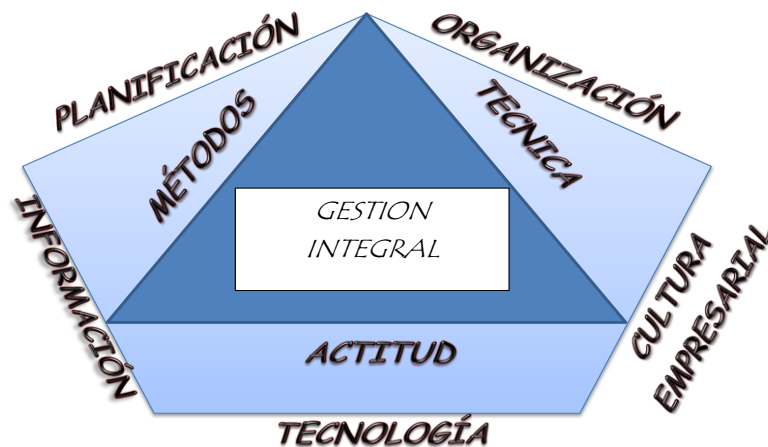 PLANIFICACIÓN
ORGANIZACIÓN
MÉTODOS
TECNICA
GESTION
INTEGRAL
INFORMACIÓN
CULTURA
EMPRESARIAL
ACTITUD
TECNOLOGÍA